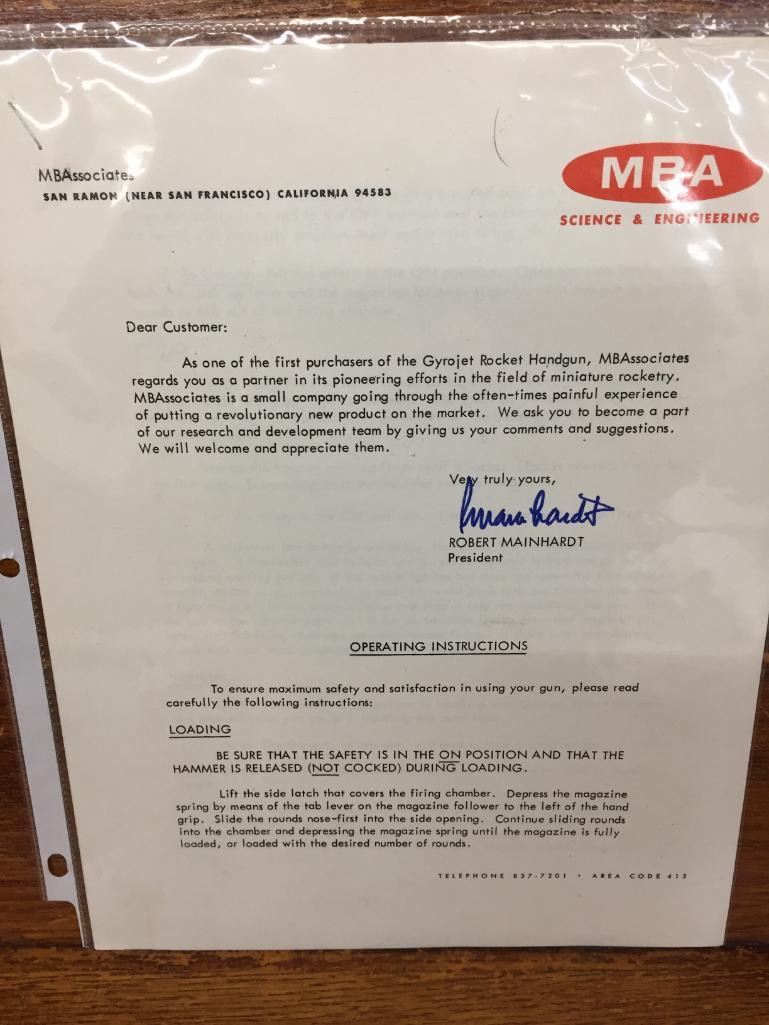 MBAssociates
SAN RAMON (NEAR SAN FRANCISCO) CALIFORNIA 94583
MBA
SCIENCE & ENGINEERING
Dear Customer:
As one of the first purchasers of the Gyrojet Rocket Handgun, MBAssociates
regards you as a partner in its pioneering efforts in the field of miniature rocketry.
MBAssociates is a small company going through the often-times painful experience
of putting a revolutionary new product on the market. We ask you to become a part
of our research and development team by giving us your comments and suggestions.
We will welcome and appreciate them.
Very truly yours,
ROBERT MAINHARDT
President
OPERATING INSTRUCTIONS
To ensure maximum safety and satisfaction in using your gun, please read
carefully the following instructions:
LOADING
BE SURE THAT THE SAFETY IS IN THE ON POSITION AND THAT THE
HAMMER IS RELEASED (NOT COCKED) DURING LOADING.
Lift the side latch that covers the firing chamber. Depress the magazine
spring by means of the tab lever on the magazine follower to the left of the hand
grip. Slide the rounds nose-first into the side opening. Continue sliding rounds
into the chamber and depressing the magazine spring until the magazine is fully
loaded, or loaded with the desired number of rounds.
TELEPHONE 837-7201 • AREA CODE 415